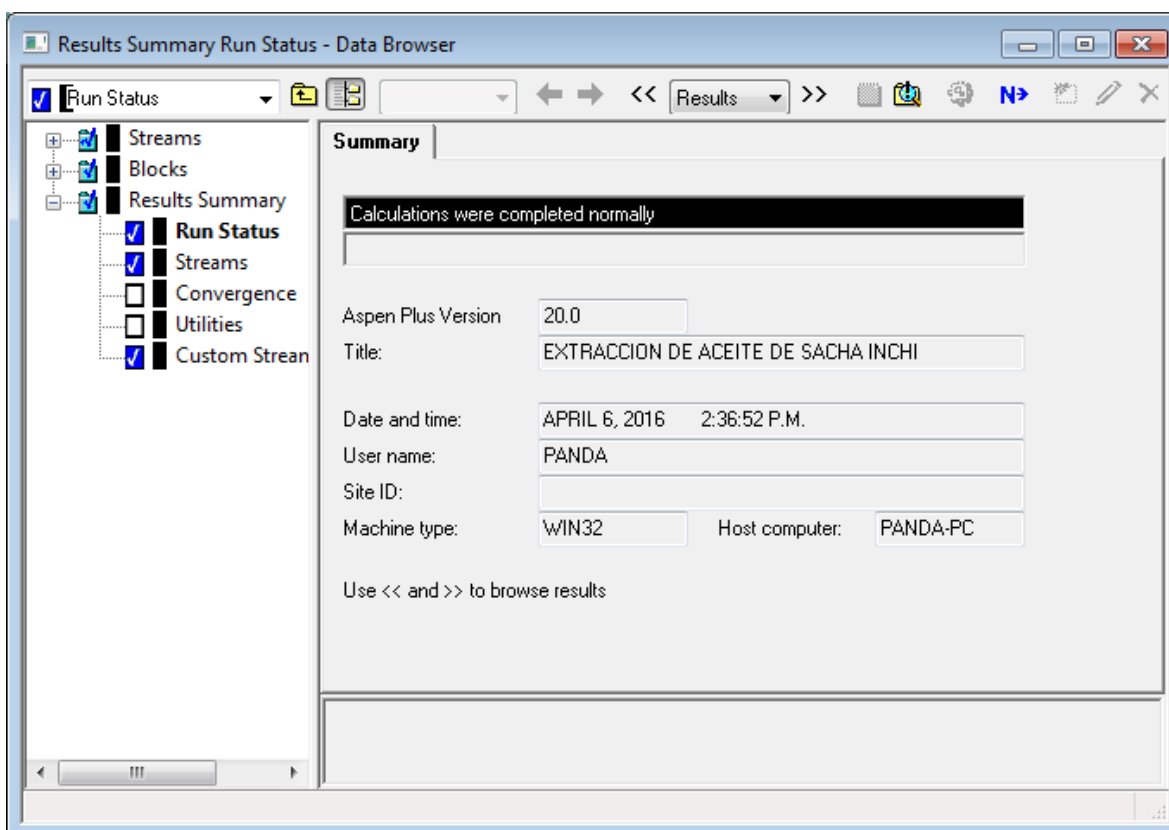 Results Summary Run Status - Data Browser
Run Status
<< Results >> N>
Streams
Blocks
Results Summary
Run Status
Streams
Convergence
Utilities
Custom Strean
Summary
Calculations were completed normally
Aspen Plus Version 20.0
Title: EXTRACCION DE ACEITE DE SACHA INCHI
Date and time: APRIL 6, 2016 2:36:52 P.M.
User name: PANDA
Site ID:
Machine type: WIN32 Host computer: PANDA-PC
Use << and >> to browse results